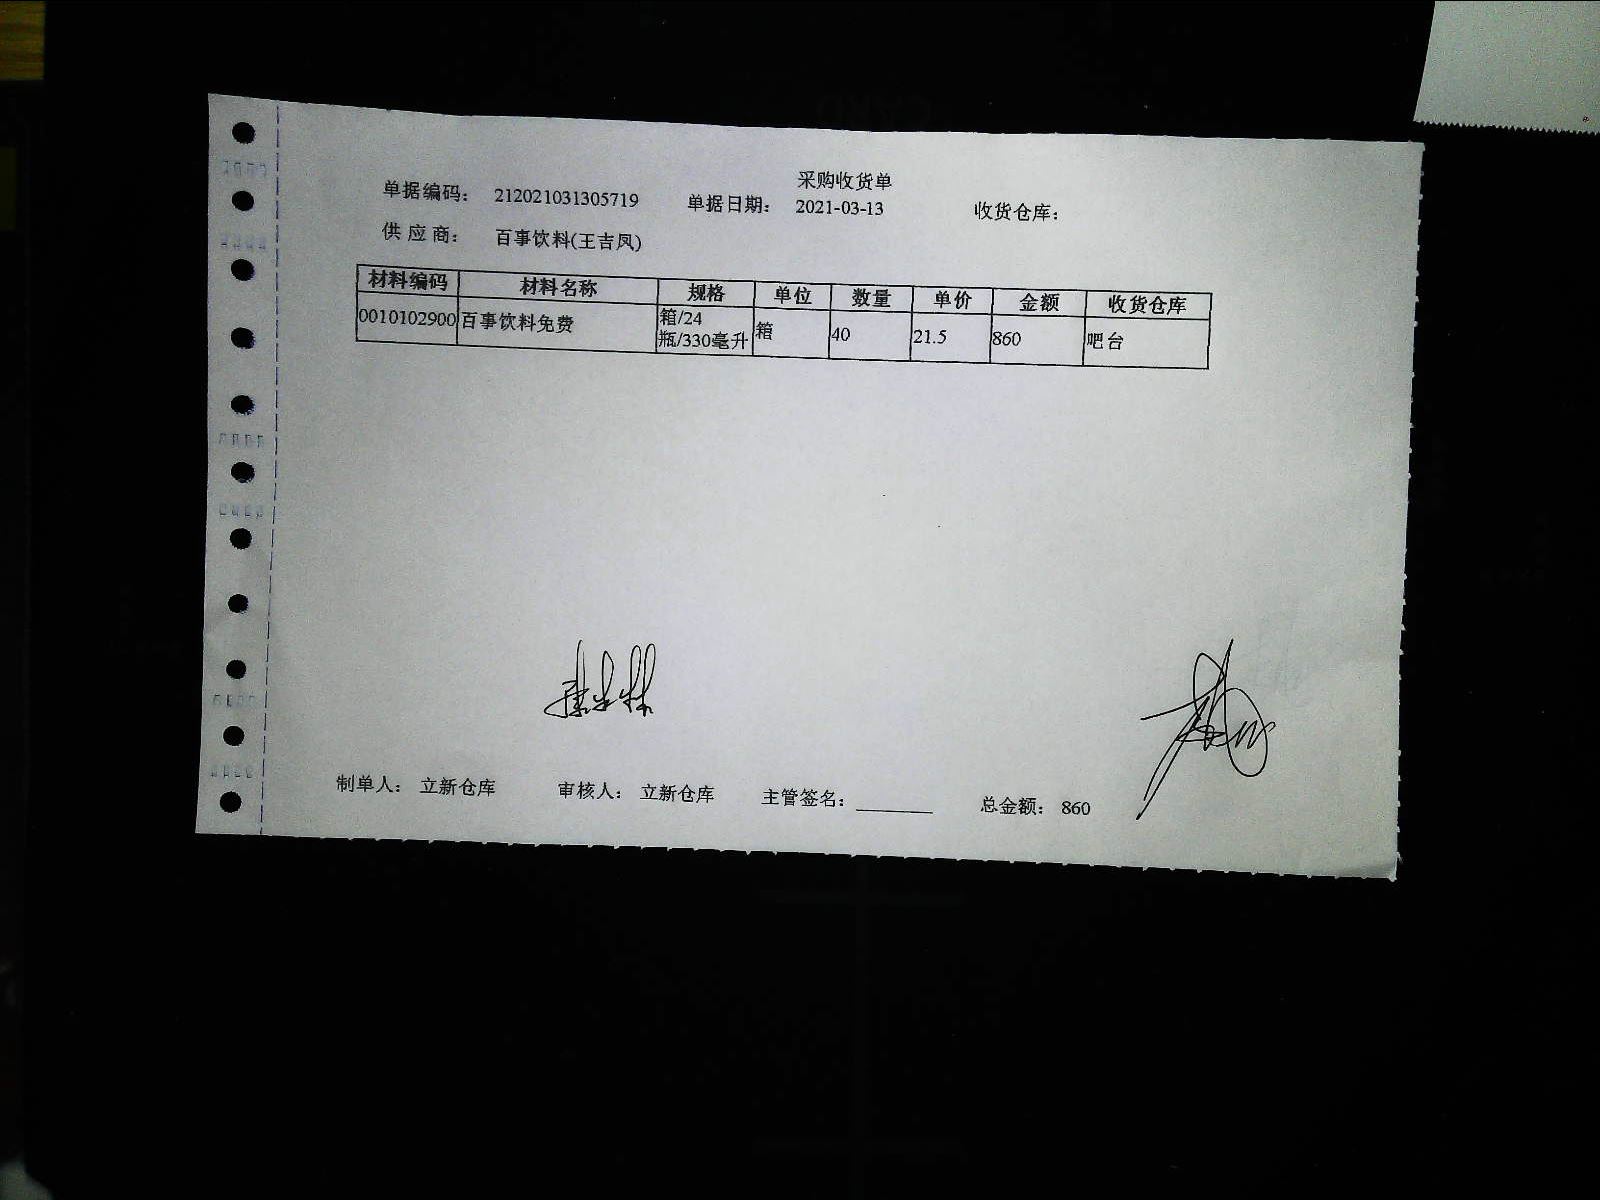 采购收货单
单据编码： 212021031305719 单据日期： 2021-03-13 收货仓库：
供应商： 百事饮料(王吉凤)
材料编码 材料名称 规格 单位 数量 单价 金额 收货仓库
0010102900 百事饮料免费 箱/24 箱 40 21.5 860 吧台
瓶/330毫升
制单人： 立新仓库 审核人： 立新仓库 主管签名： 总金额： 860